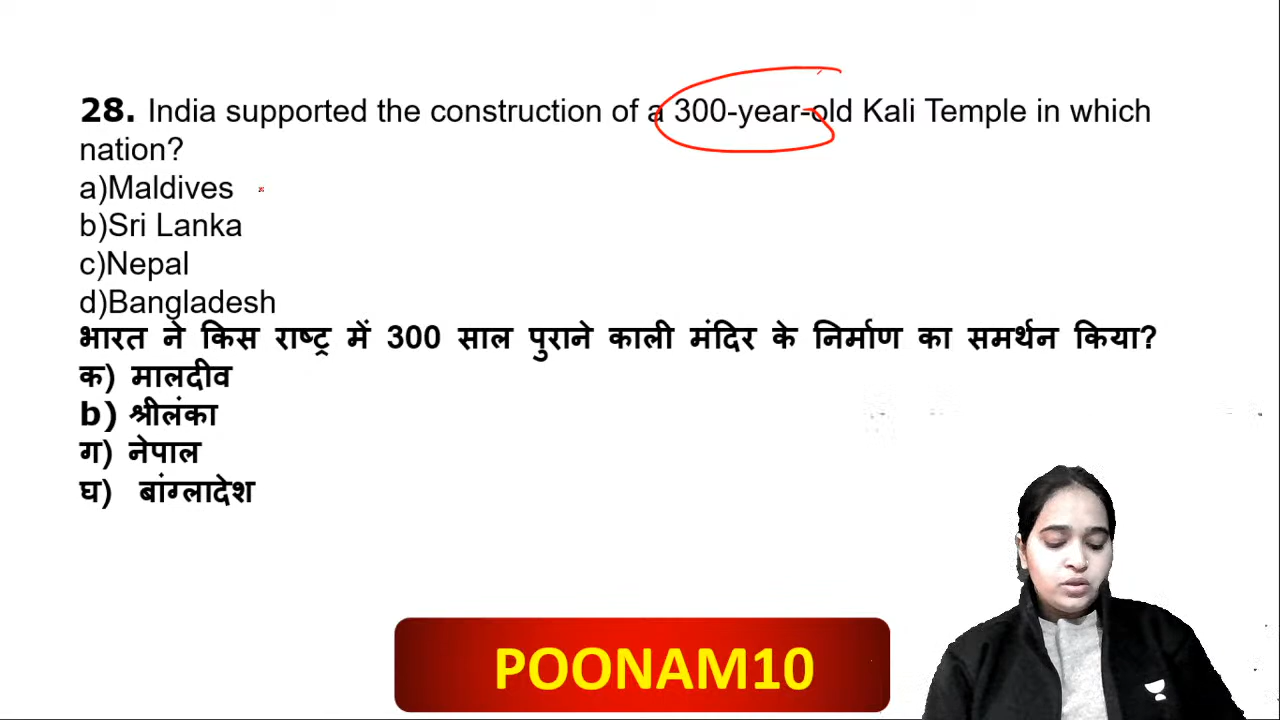 28. India supported the construction of a 300-year-old Kali Temple in which
nation?
a)Maldives
b)Sri Lanka
c)Nepal
d)Bangladesh
भारत ने किस राष्ट्र में 300 साल पुराने काली मंदिर के निर्माण का समर्थन किया?
क) मालदीव
b) श्रीलंका
ग) नेपाल
घ) बांग्लादेश
POONAM10